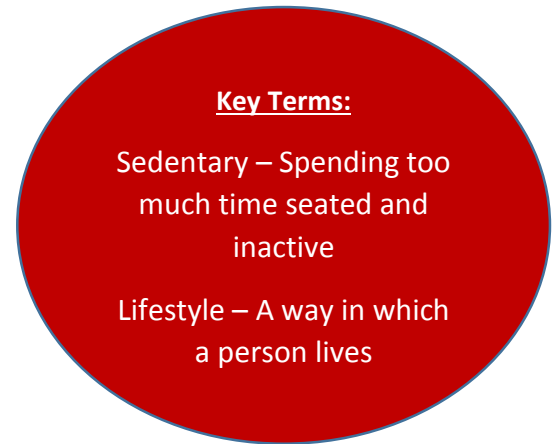 Key Terms:
Sedentary – Spending too
much time seated and
inactive
Lifestyle – A way in which
a person lives